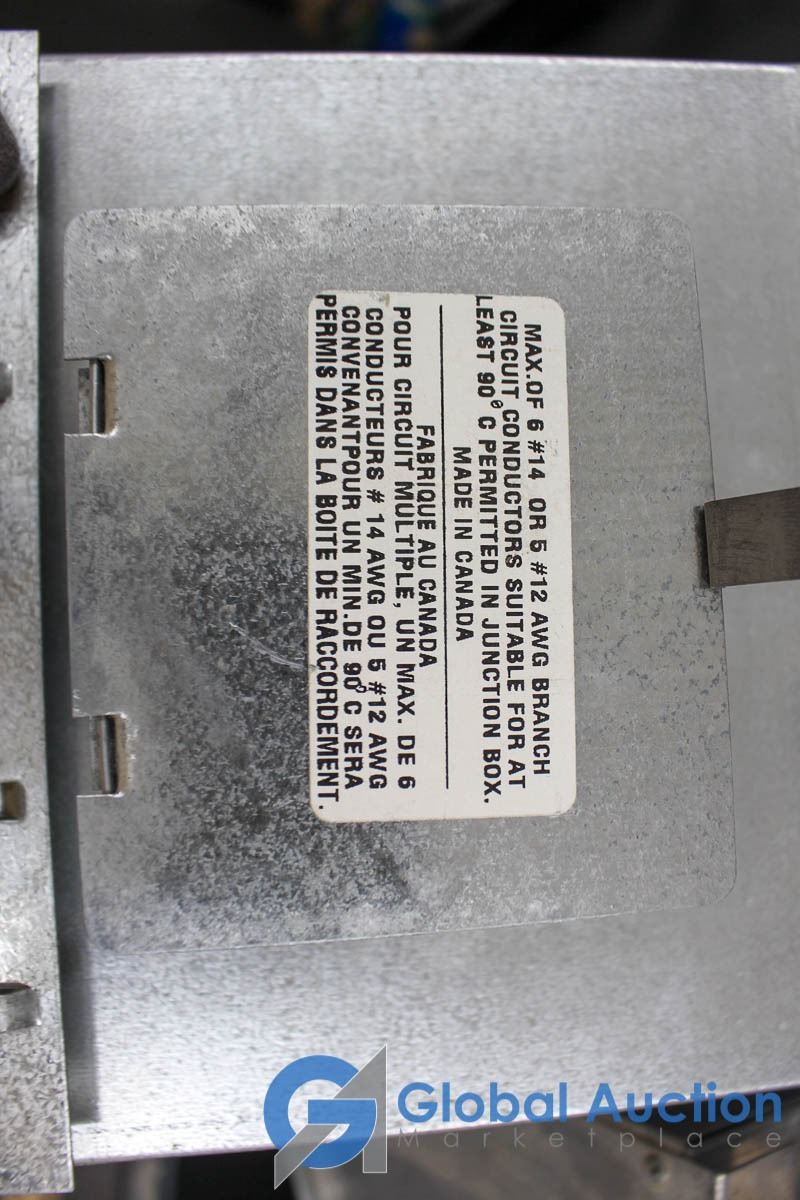 MAX.OF 6 #14 OR 5 #12 AWG BRANCH
CIRCUIT CONDUCTORS SUITABLE FOR AT
LEAST 90° C PERMITTED IN JUNCTION BOX.
MADE IN CANADA
FABRIQUE AU CANADA
POUR CIRCUIT MULTIPLE, UN MAX. DE 6
CONDUCTEURS # 14 AWG OU 5 #12 AWG
CONVENANTPOUR UN MIN.DE 90° C SERA
PERMIS DANS LA BOITE DE RACCORDEMENT.
Global Auction
Marketplace